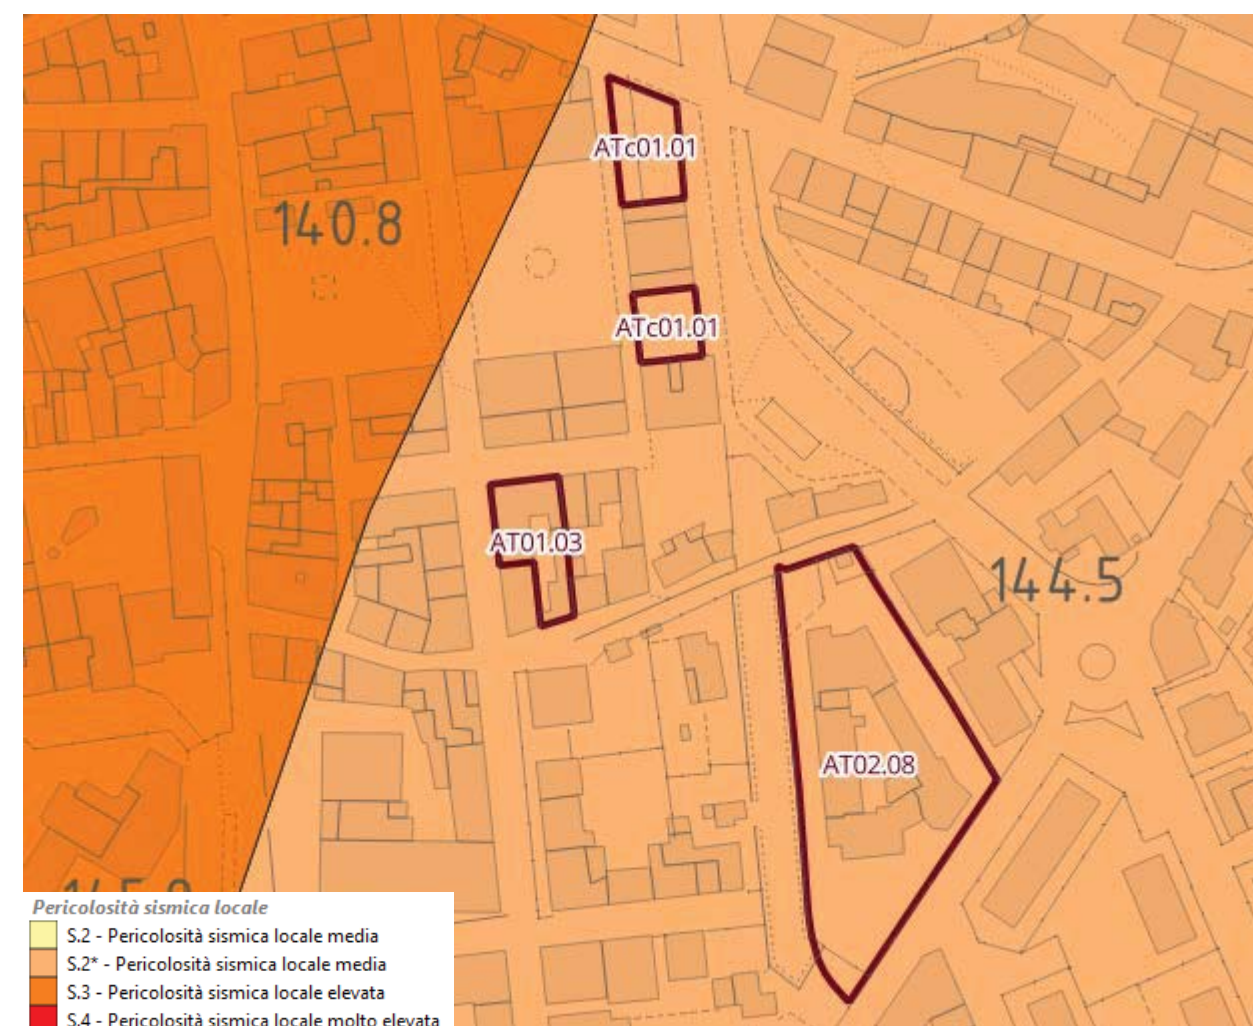 ATc01.01
140.8
ATc01.01
AT01.03
144.5
AT02.08
Pericolosità sismica locale
S.2 - Pericolosità sismica locale media
S.2* - Pericolosità sismica locale media
S.3 - Pericolosità sismica locale elevata
S.4 - Pericolosità sismica locale molto elevata